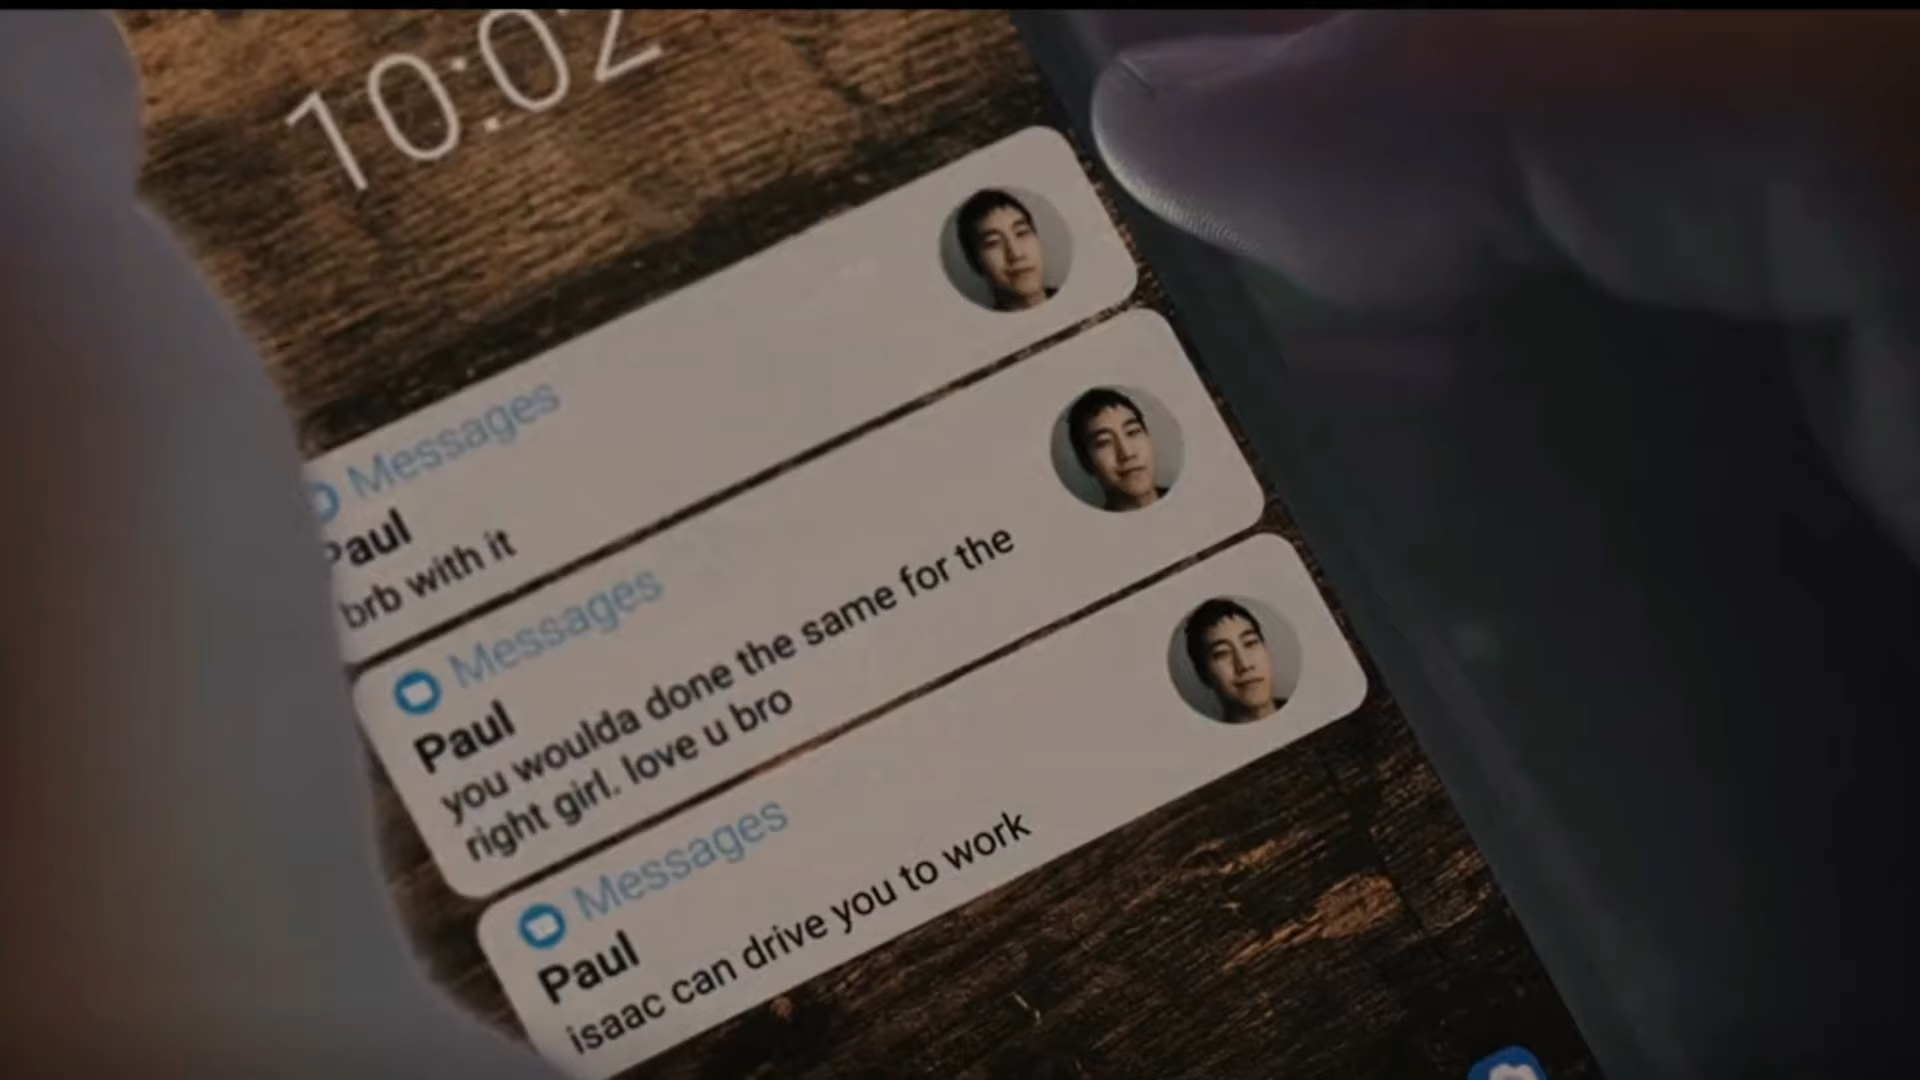 10:02
Messages
Paul
brb with it
Messages
Paul
you woulda done the same for the
right girl. love u bro
Messages
Paul
isaac can drive you to work